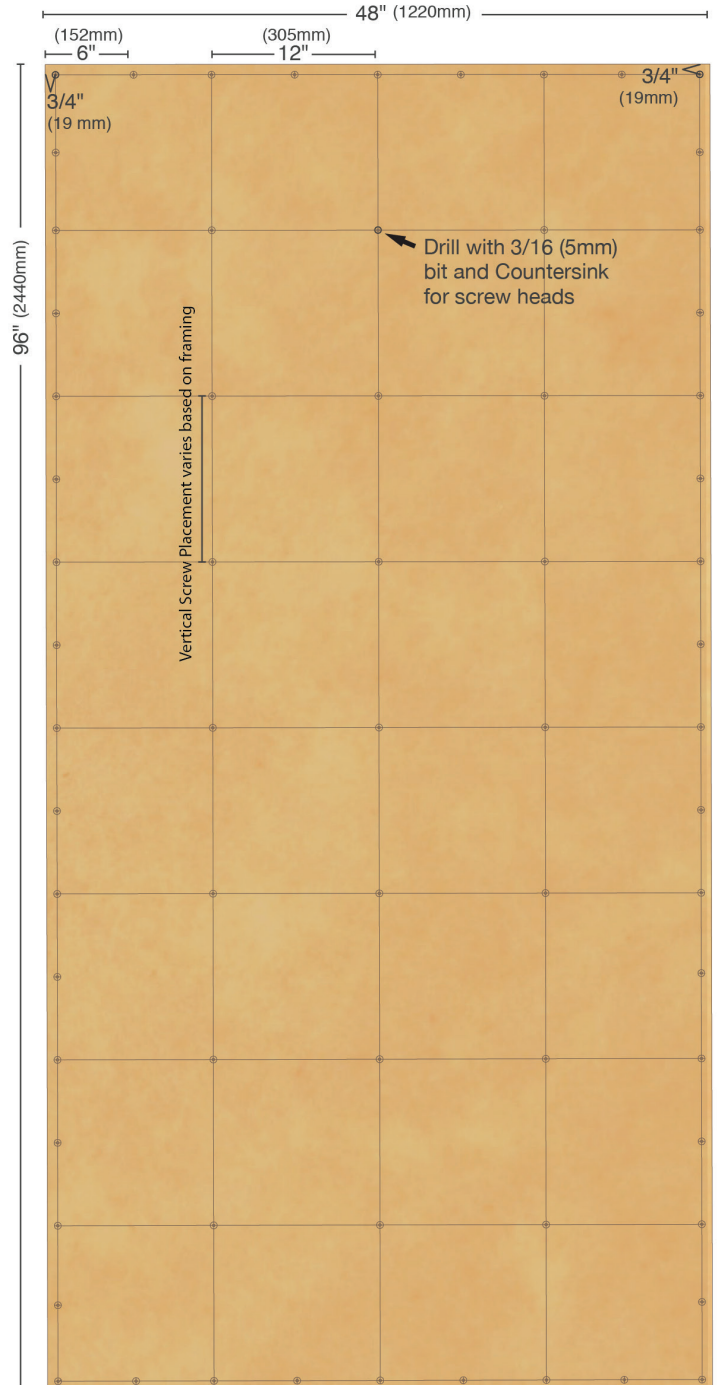 48" (1220mm)
(152mm)
6"
(305mm)
12"
3/4"
(19 mm)
3/4"
(19mm)
96" (2440mm)
Drill with 3/16 (5mm)
bit and Countersink
for screw heads
Vertical Screw Placement varies based on framing